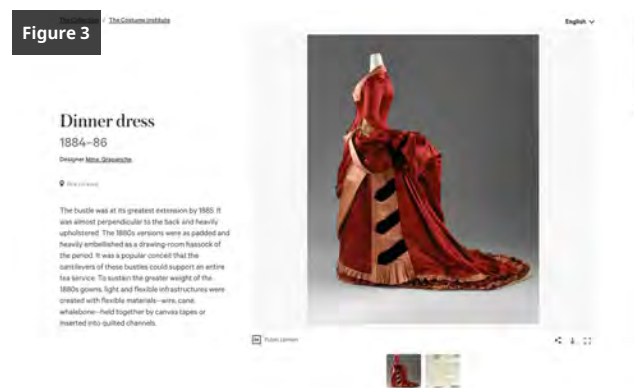 Figure 3
/ The Costume Institute
English
Dinner dress
1884–86
Designer Mme. Grapanche
The bustle was at its greatest extension by 1885. It
was almost perpendicular to the back and heavily
upholstered. The 1880s versions were as padded and
heavily embellished as a drawing-room hassock of
the period. It was a popular conceit that the
cantilevers of these bustles could support an entire
tea service. To sustain the greater weight of the
1880s gowns, light and flexible infrastructures were
created with flexible materials—wire, cane,
whalebone—held together by canvas tapes or
inserted into quilted channels.
Public Domain